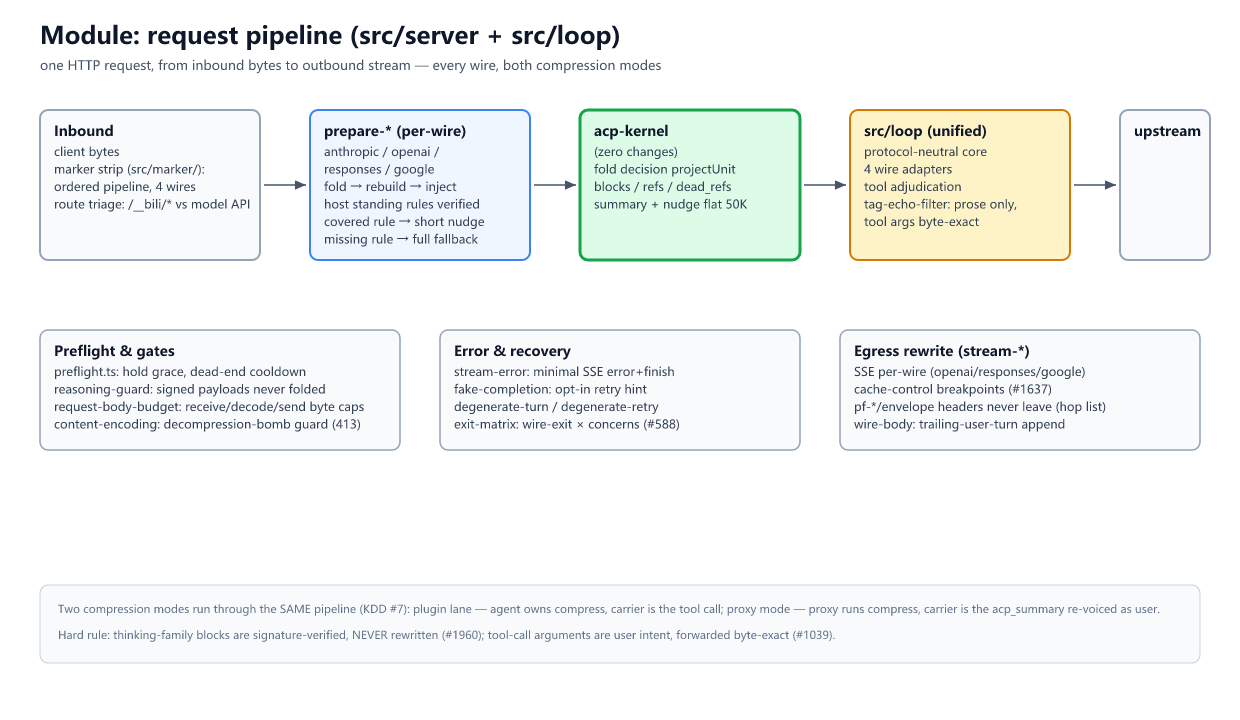 Module: request pipeline (src/server + src/loop)
one HTTP request, from inbound bytes to outbound stream — every wire, both compression modes
Inbound
client bytes
marker strip (src/marker/):
ordered pipeline, 4 wires
route triage: /__bili/* vs model API
prepare-* (per-wire)
anthropic / openai /
responses / google
fold → rebuild → inject
host standing rules verified
covered rule → short nudge
missing rule → full fallback
acp-kernel
(zero changes)
fold decision projectUnit
blocks / refs / dead_refs
summary + nudge flat 50K
src/loop (unified)
protocol-neutral core
4 wire adapters
tool adjudication
tag-echo-filter: prose only,
tool args byte-exact
upstream
Preflight & gates
preflight.ts: hold grace, dead-end cooldown
reasoning-guard: signed payloads never folded
request-body-budget: receive/decode/send byte caps
content-encoding: decompression-bomb guard (413)
Error & recovery
stream-error: minimal SSE error+finish
fake-completion: opt-in retry hint
degenerate-turn / degenerate-retry
exit-matrix: wire-exit × concerns (#588)
Egress rewrite (stream-*)
SSE per-wire (openai/responses/google)
cache-control breakpoints (#1637)
pf-*/envelope headers never leave (hop list)
wire-body: trailing-user-turn append
Two compression modes run through the SAME pipeline (KDD #7): plugin lane — agent owns compress, carrier is the tool call; proxy mode — proxy runs compress, carrier is the acp_summary re-voiced as user.
Hard rule: thinking-family blocks are signature-verified, NEVER rewritten (#1960); tool-call arguments are user intent, forwarded byte-exact (#1039).